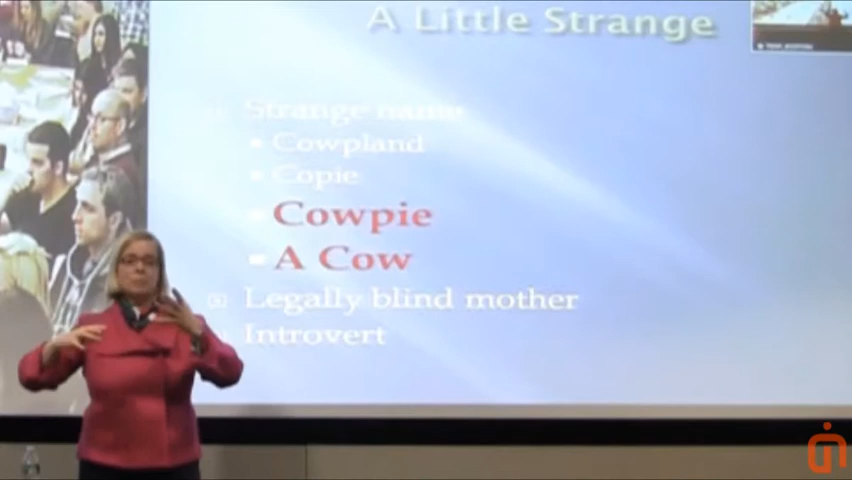 A Little Strange
Strange name
Cowpland
Copie
Cowpie
A Cow
Legally blind mother
Introvert